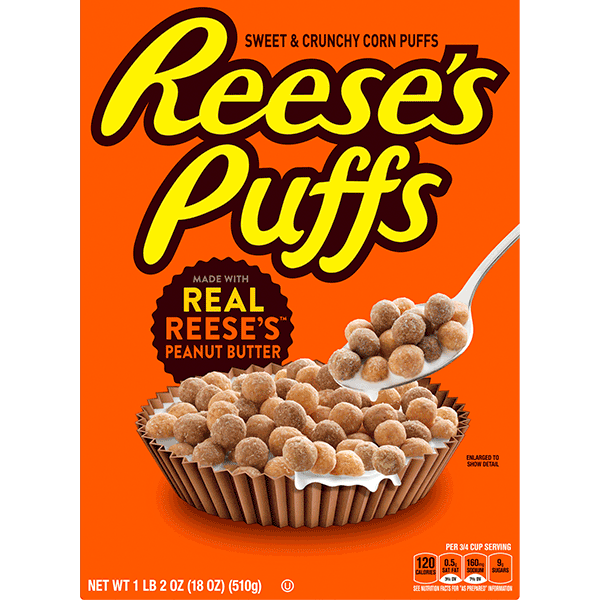 SWEET & CRUNCHY CORN PUFFS
Reese's
Puffs
MADE WITH
REAL
REESE'S™
PEANUT BUTTER
ENLARGED TO
SHOW DETAIL
PER 3/4 CUP SERVING
120 CALORIES
0.5g SAT FAT 3% DV
160mg SODIUM 7% DV
9g SUGARS
SEE NUTRITION FACTS FOR "AS PREPARED" INFORMATION
NET WT 1 LB 2 OZ (18 OZ) (510g) U